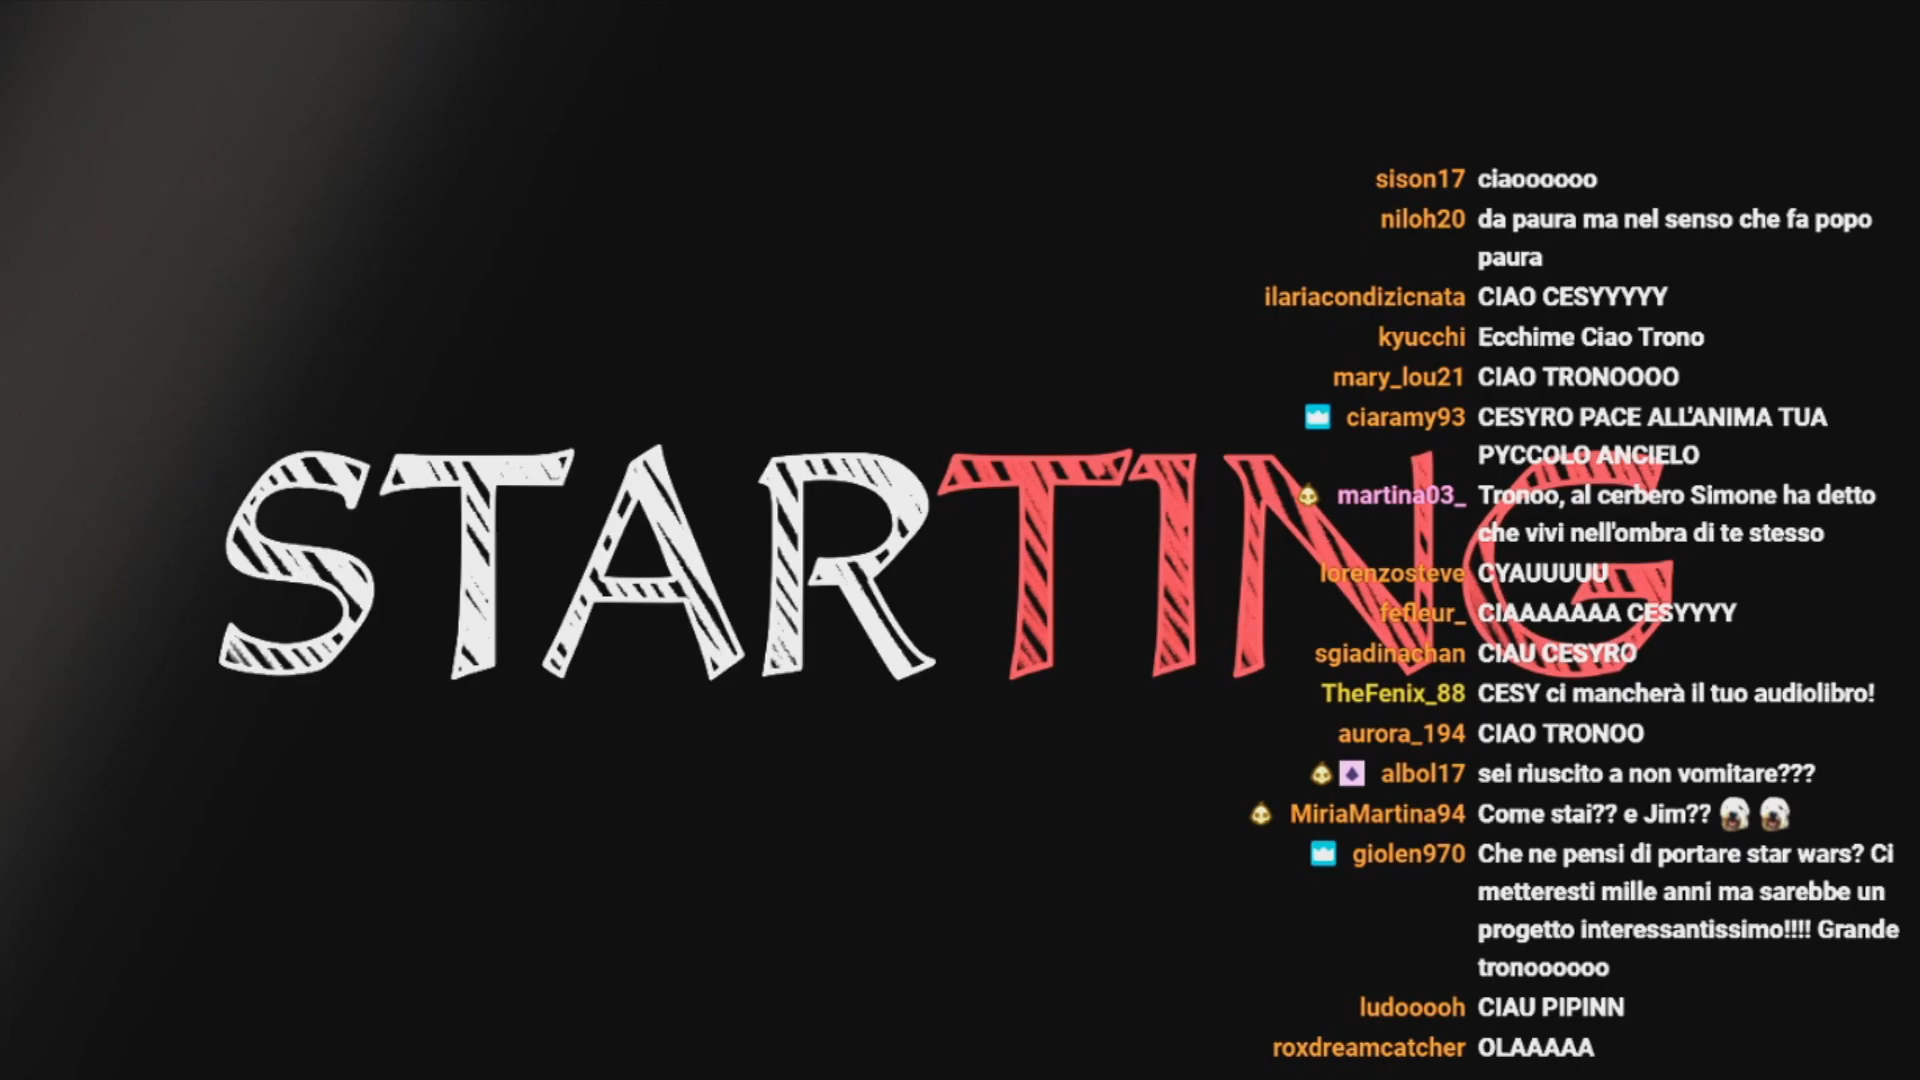 sison17 ciaoooooo
niloh20 da paura ma nel senso che fa popo
paura
ilariacondizicnata CIAO CESYYYYY
kyucchi Ecchime Ciao Trono
mary_lou21 CIAO TRONOOOO
ciaramy93 CESYRO PACE ALL'ANIMA TUA
PYCCOLO ANCIELO
STARTING
martina03_ Tronoo, al cerbero Simone ha detto
che vivi nell'ombra di te stesso
lorenzosteve CYAUUUUU
fefleur_ CIAAAAAAA CESYYYY
sgiadinachan CIAU CESYRO
TheFenix_88 CESY ci mancherà il tuo audiolibro!
aurora_194 CIAO TRONOO
albol17 sei riuscito a non vomitare???
MiriaMartina94 Come stai?? e Jim??
giolen970 Che ne pensi di portare star wars? Ci
metteresti mille anni ma sarebbe un
progetto interessantissimo!!!! Grande
tronoooooo
ludooooh CIAU PIPINN
roxdreamcatcher OLAAAAA